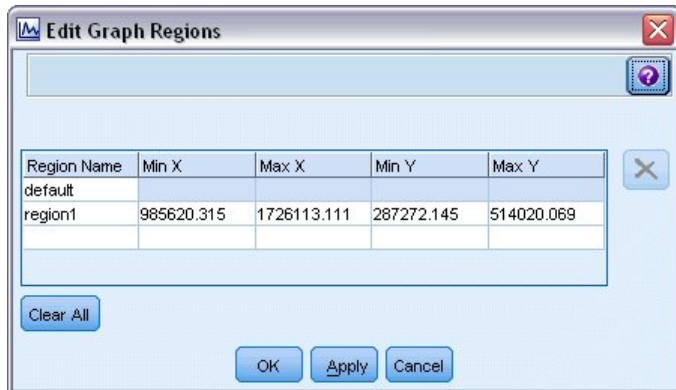 Edit Graph Regions
?
Region Name Min X Max X Min Y Max Y
default
region1 985620.315 1726113.111 287272.145 514020.069
Clear All
OK Apply Cancel